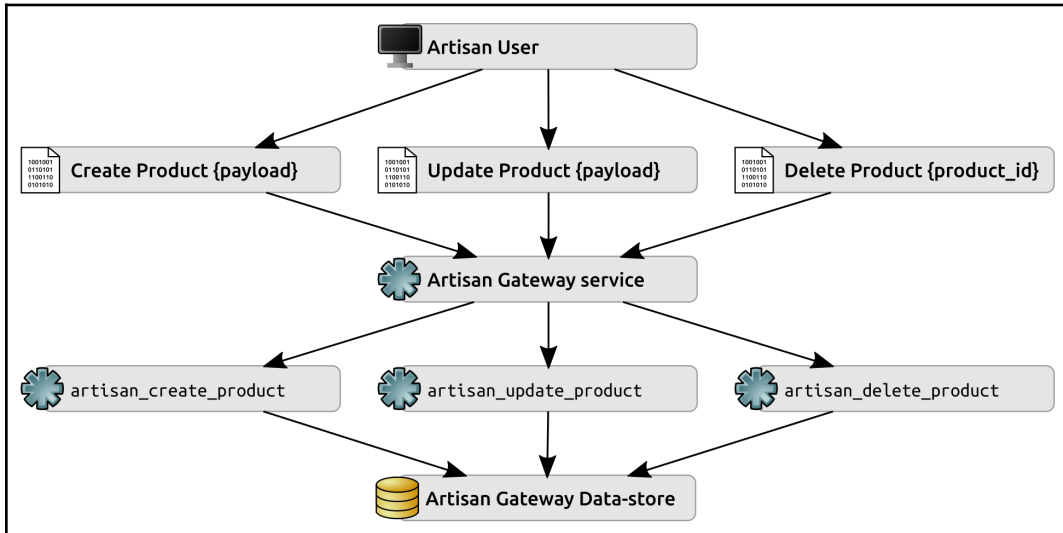 Artisan User
1001001
0110101
1100110
0101010
Create Product {payload}
1001001
0110101
1100110
0101010
Update Product {payload}
1001001
0110101
1100110
0101010
Delete Product {product_id}
Artisan Gateway service
artisan_create_product
artisan_update_product
artisan_delete_product
Artisan Gateway Data-store